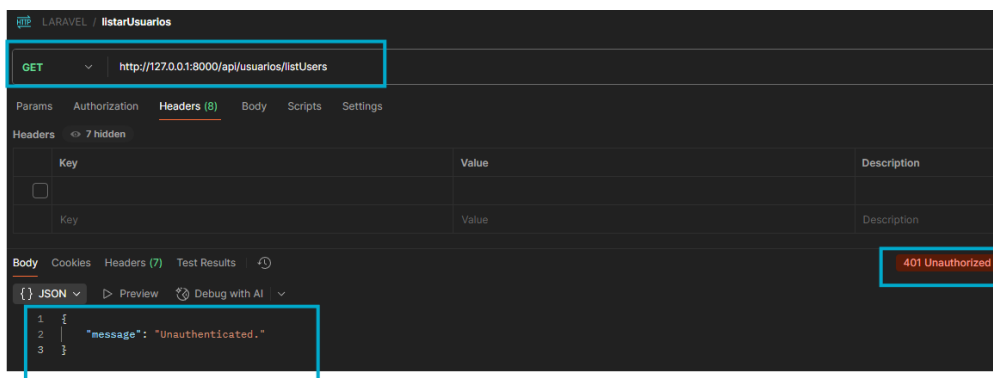 HTTP LARAVEL / listarUsuarios
GET http://127.0.0.1:8000/api/usuarios/listUsers
Params Authorization Headers (8) Body Scripts Settings
Headers 7 hidden
Key Value Description
Key Value Description
Body Cookies Headers (7) Test Results
401 Unauthorized
{} JSON Preview Debug with AI
1 {
2 "message": "Unauthenticated."
3 }